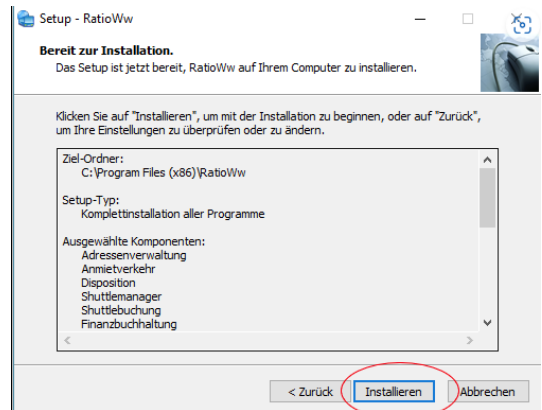 Setup - RatioWw
Bereit zur Installation.
Das Setup ist jetzt bereit, RatioWw auf Ihrem Computer zu installieren.
Klicken Sie auf "Installieren", um mit der Installation zu beginnen, oder auf "Zurück",
um Ihre Einstellungen zu überprüfen oder zu ändern.
Ziel-Ordner:
C:\Program Files (x86)\RatioWw
Setup-Typ:
Komplettinstallation aller Programme
Ausgewählte Komponenten:
Adressenverwaltung
Anmietverkehr
Disposition
Shuttlemanager
Shuttlebuchung
Finanzbuchhaltung
< Zurück Installieren Abbrechen